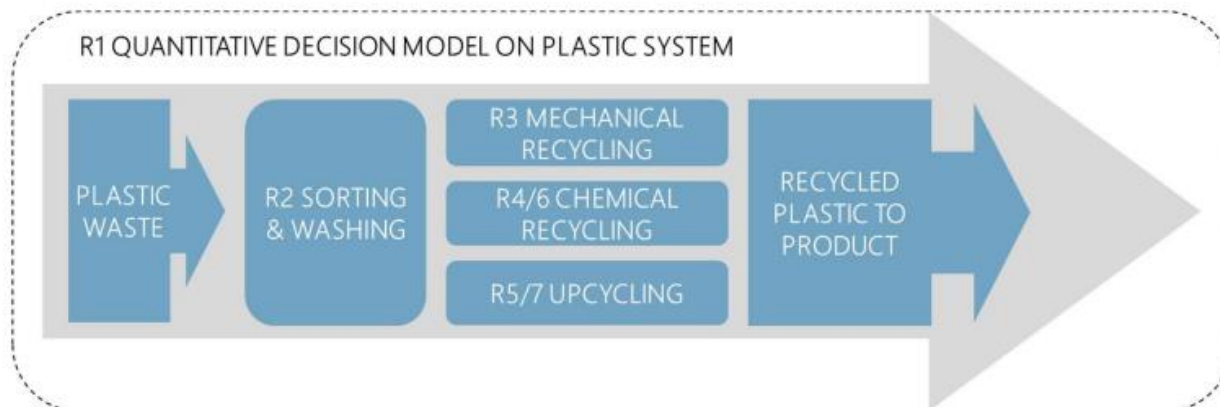 R1 QUANTITATIVE DECISION MODEL ON PLASTIC SYSTEM
PLASTIC
WASTE
R2 SORTING
& WASHING
R3 MECHANICAL
RECYCLING
R4/6 CHEMICAL
RECYCLING
R5/7 UPCYCLING
RECYCLED
PLASTIC TO
PRODUCT